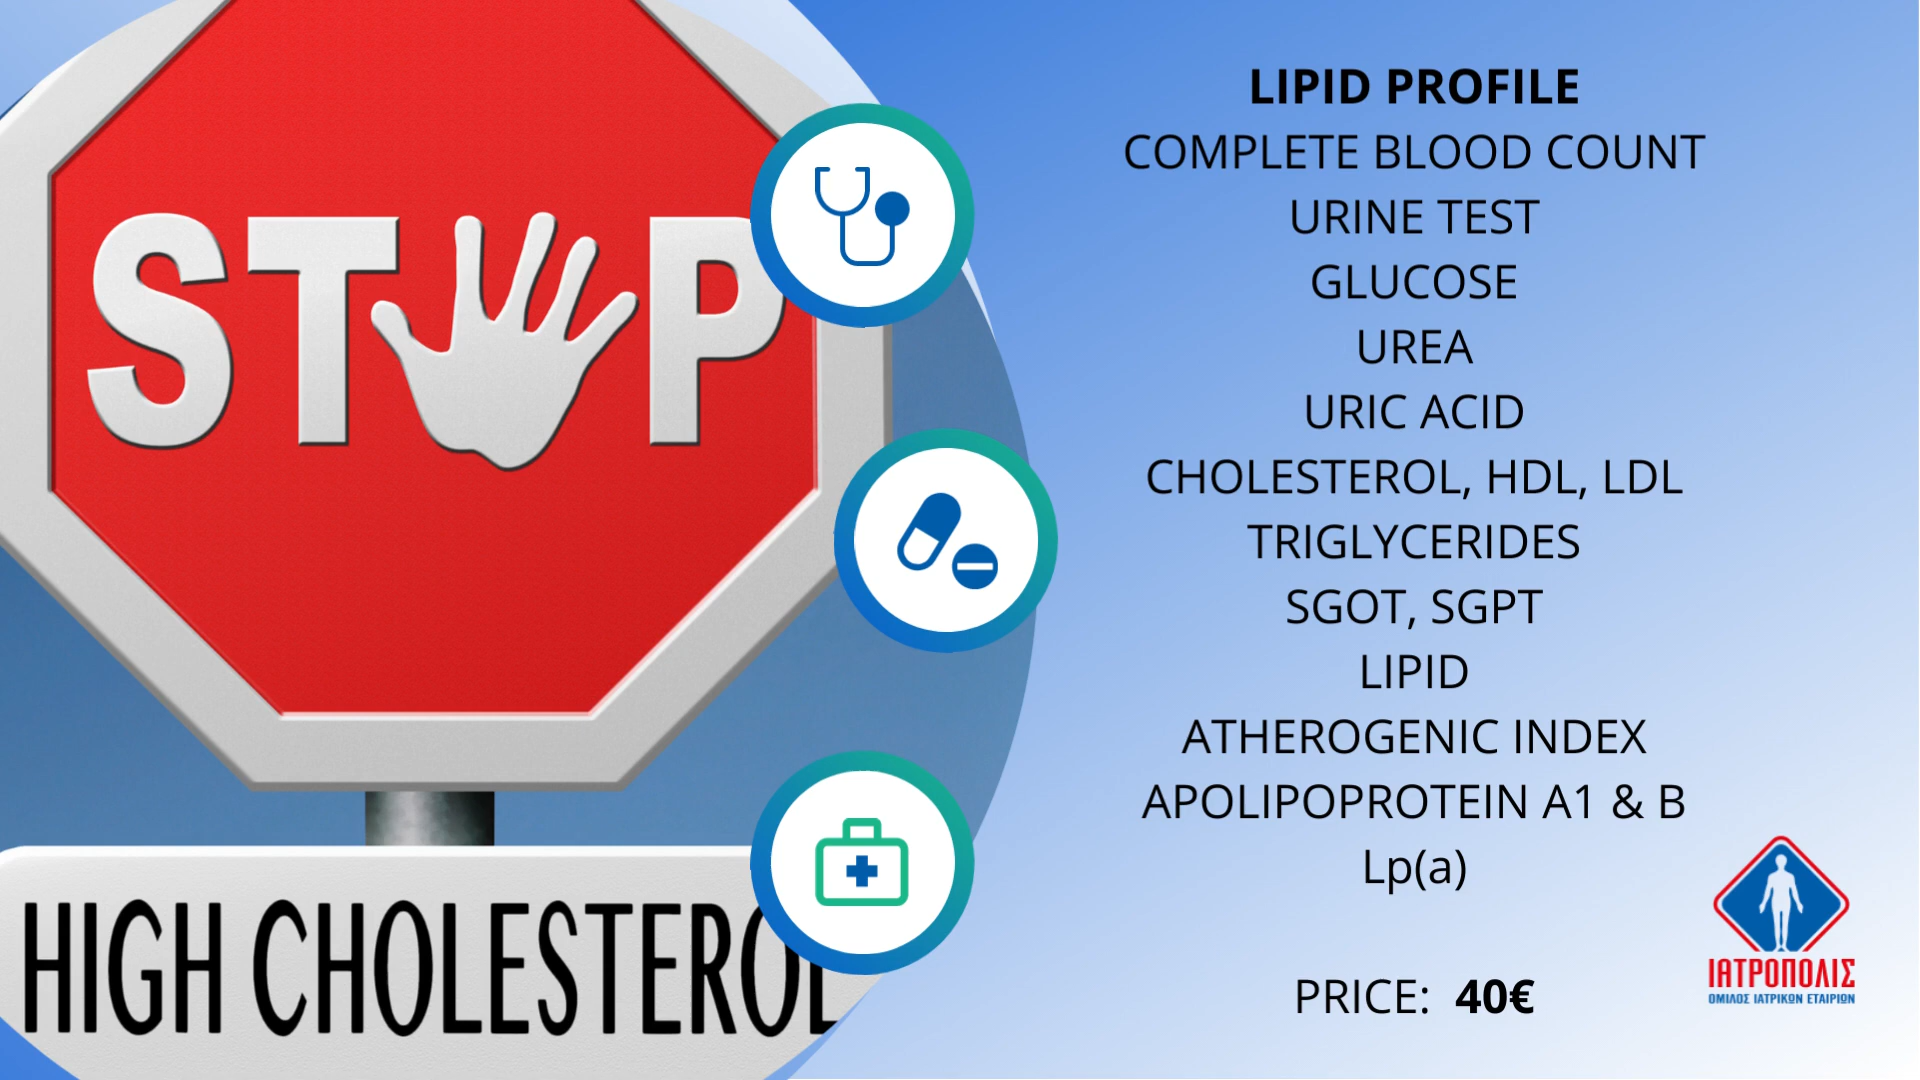 STOP
HIGH CHOLESTEROL
LIPID PROFILE
COMPLETE BLOOD COUNT
URINE TEST
GLUCOSE
UREA
URIC ACID
CHOLESTEROL, HDL, LDL
TRIGLYCERIDES
SGOT, SGPT
LIPID
ATHEROGENIC INDEX
APOLIPOPROTEIN A1 & B
Lp(a)
PRICE: 40€
ΙΑΤΡΟΠΟΛΙΣ
ΟΜΙΛΟΣ ΙΑΤΡΙΚΩΝ ΕΤΑΙΡΙΩΝ